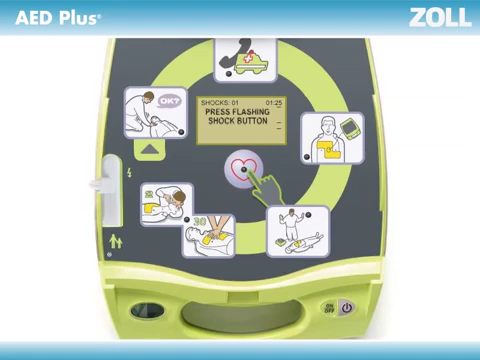 AED Plus®
ZOLL
OK?
SHOCKS: 01 01:25
PRESS FLASHING
SHOCK BUTTON
2
30
ON
OFF